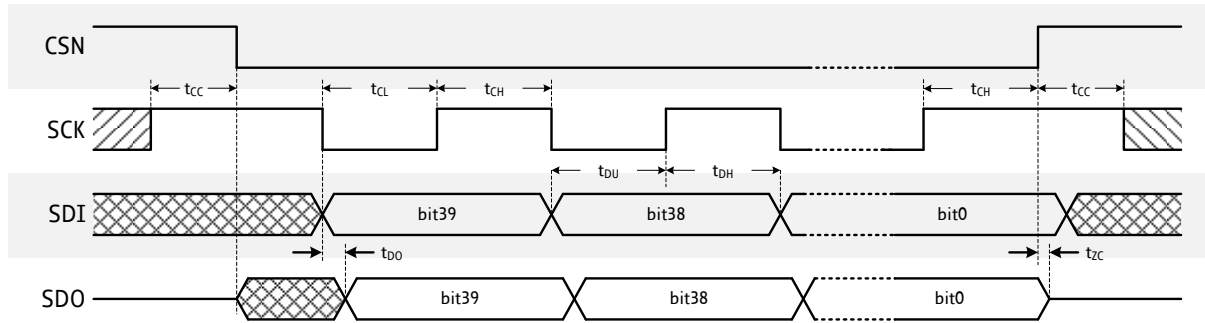 CSN
tCC tCL tCH tCH tCC
SCK
tDU tDH
SDI bit39 bit38 bit0
tDO tZC
SDO bit39 bit38 bit0